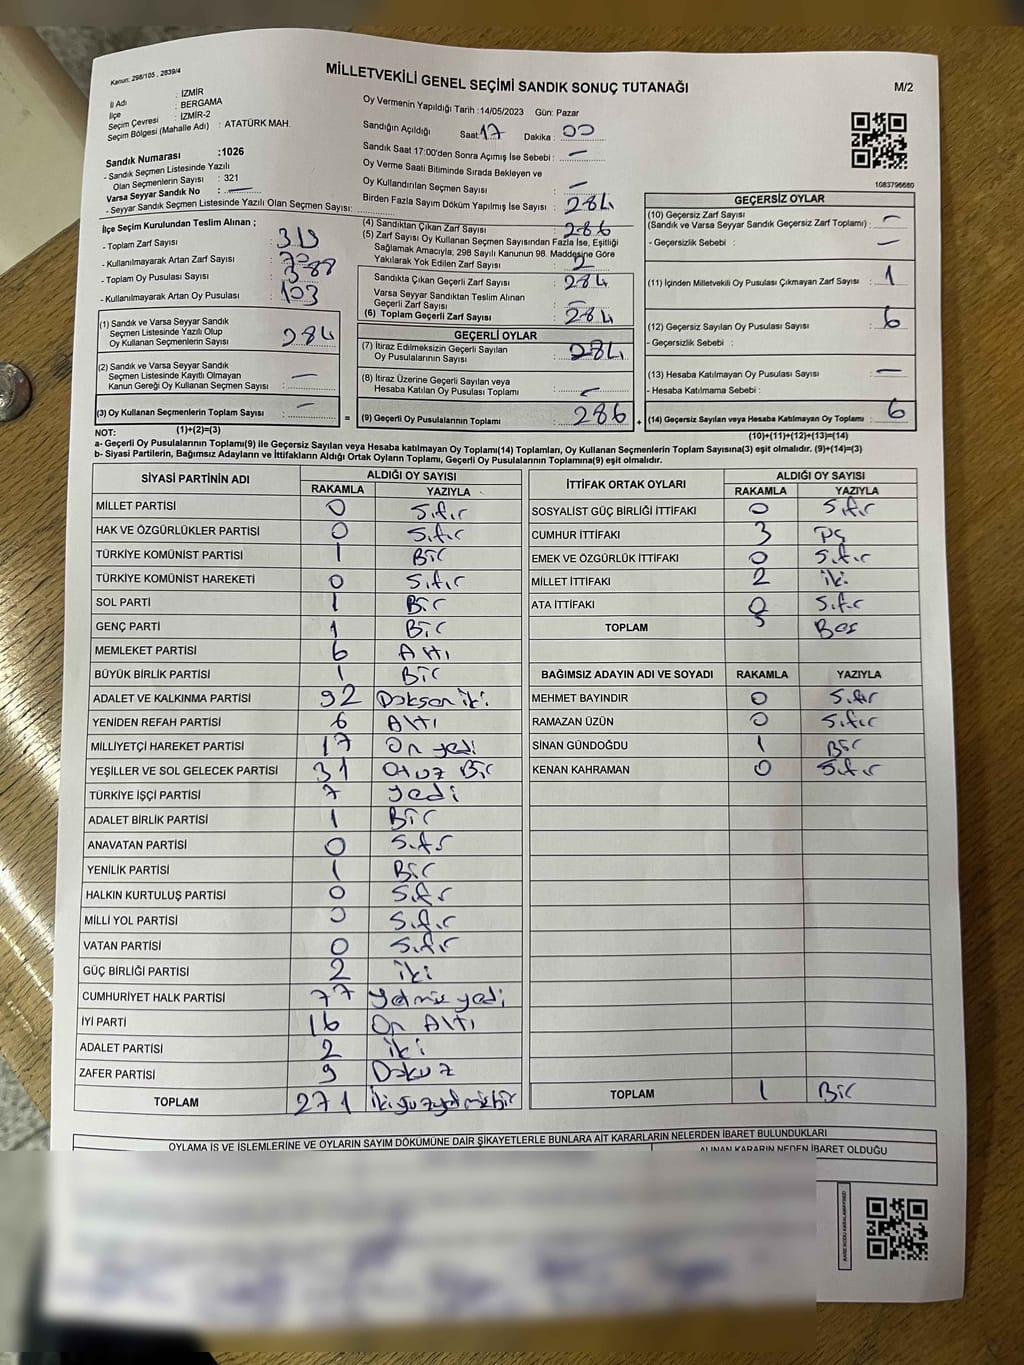 Kanun: 298/105, 2839/4
MİLLETVEKİLİ GENEL SEÇİMİ SANDIK SONUÇ TUTANAĞI
M/2
İl Adı : İZMİR
İlçe : BERGAMA
Seçim Çevresi : İZMİR-2
Seçim Bölgesi (Mahalle Adı) : ATATÜRK MAH.
Sandık Numarası :1026
- Sandık Seçmen Listesinde Yazılı
Olan Seçmenlerin Sayısı : 321
Varsa Seyyar Sandık No : —
- Seyyar Sandık Seçmen Listesinde Yazılı Olan Seçmen Sayısı:
Oy Vermenin Yapıldığı Tarih :14/05/2023 Gün: Pazar
Sandığın Açıldığı Saat 17 Dakika : 00
Sandık Saat 17:00'den Sonra Açılmış İse Sebebi : —
Oy Verme Saati Bitiminde Sırada Bekleyen ve
Oy Kullandırılan Seçmen Sayısı : —
Birden Fazla Sayım Döküm Yapılmış İse Sayısı : 284
1083796660
İlçe Seçim Kurulundan Teslim Alınan ;
- Toplam Zarf Sayısı :
- Kullanılmayarak Artan Zarf Sayısı :
- Toplam Oy Pusulası Sayısı : 388
- Kullanılmayarak Artan Oy Pusulası : 103
(4) Sandıktan Çıkan Zarf Sayısı : 286
(5) Zarf Sayısı Oy Kullanan Seçmen Sayısından Fazla İse, Eşitliği
Sağlamak Amacıyla, 298 Sayılı Kanunun 98. Maddesine Göre
Yakılarak Yok Edilen Zarf Sayısı : 2
Sandıkta Çıkan Geçerli Zarf Sayısı : 284
Varsa Seyyar Sandıktan Teslim Alınan
Geçerli Zarf Sayısı
(6) Toplam Geçerli Zarf Sayısı : 284
GEÇERSİZ OYLAR
(10) Geçersiz Zarf Sayısı
(Sandık ve Varsa Seyyar Sandık Geçersiz Zarf Toplamı) : —
- Geçersizlik Sebebi : —
(11) İçinden Milletvekili Oy Pusulası Çıkmayan Zarf Sayısı : 1
(12) Geçersiz Sayılan Oy Pusulası Sayısı : 6
- Geçersizlik Sebebi :
(13) Hesaba Katılmayan Oy Pusulası Sayısı : —
- Hesaba Katılmama Sebebi :
(14) Geçersiz Sayılan veya Hesaba Katılmayan Oy Toplamı : 6
(10)+(11)+(12)+(13)=(14)
(1) Sandık ve Varsa Seyyar Sandık
Seçmen Listesinde Yazılı Olup
Oy Kullanan Seçmenlerin Sayısı : 284
(2) Sandık ve Varsa Seyyar Sandık
Seçmen Listesinde Kayıtlı Olmayan
Kanun Gereği Oy Kullanan Seçmen Sayısı : —
(3) Oy Kullanan Seçmenlerin Toplam Sayısı : — =
(1)+(2)=(3)
GEÇERLİ OYLAR
(7) İtiraz Edilmeksizin Geçerli Sayılan
Oy Pusulalarının Sayısı : 284
(8) İtiraz Üzerine Geçerli Sayılan veya
Hesaba Katılan Oy Pusulası Toplamı : —
(9) Geçerli Oy Pusulalarının Toplamı : 286 +
NOT:
a- Geçerli Oy Pusulalarının Toplamı(9) ile Geçersiz Sayılan veya Hesaba katılmayan Oy Toplamı(14) Toplamları, Oy Kullanan Seçmenlerin Toplam Sayısına(3) eşit olmalıdır. (9)+(14)=(3)
b- Siyasi Partilerin, Bağımsız Adayların ve İttifakların Aldığı Ortak Oyların Toplamı, Geçerli Oy Pusulalarının Toplamına(9) eşit olmalıdır.
SİYASİ PARTİNİN ADI ALDIĞI OY SAYISI
RAKAMLA YAZIYLA
MİLLET PARTİSİ 0 Sıfır
HAK VE ÖZGÜRLÜKLER PARTİSİ 0 Sıfır
TÜRKİYE KOMÜNİST PARTİSİ 1 Bir
TÜRKİYE KOMÜNİST HAREKETİ 0 Sıfır
SOL PARTİ 1 Bir
GENÇ PARTİ 1 Bir
MEMLEKET PARTİSİ 6 Altı
BÜYÜK BİRLİK PARTİSİ 1 Bir
ADALET VE KALKINMA PARTİSİ 92 Doksan iki
YENİDEN REFAH PARTİSİ 6 Altı
MİLLİYETÇİ HAREKET PARTİSİ 17 On yedi
YEŞİLLER VE SOL GELECEK PARTİSİ 31 Otuz Bir
TÜRKİYE İŞÇİ PARTİSİ 7 yedi
ADALET BİRLİK PARTİSİ 1 Bir
ANAVATAN PARTİSİ 0 Sıfır
YENİLİK PARTİSİ 1 Bir
HALKIN KURTULUŞ PARTİSİ 0 Sıfır
MİLLİ YOL PARTİSİ 0 Sıfır
VATAN PARTİSİ 0 Sıfır
GÜÇ BİRLİĞİ PARTİSİ 2 iki
CUMHURİYET HALK PARTİSİ 77 Yetmiş yedi
İYİ PARTİ 16 On Altı
ADALET PARTİSİ 2 iki
ZAFER PARTİSİ 9 Dokuz
TOPLAM 271 ikiyüzyetmişbir
İTTİFAK ORTAK OYLARI ALDIĞI OY SAYISI
RAKAMLA YAZIYLA
SOSYALİST GÜÇ BİRLİĞİ İTTİFAKI 0 Sıfır
CUMHUR İTTİFAKI 3
EMEK VE ÖZGÜRLÜK İTTİFAKI 0 Sıfır
MİLLET İTTİFAKI 2 iki
ATA İTTİFAKI 0 Sıfır
TOPLAM 5 Beş
BAĞIMSIZ ADAYIN ADI VE SOYADI RAKAMLA YAZIYLA
MEHMET BAYINDIR 0 Sıfır
RAMAZAN ÜZÜN 0 Sıfır
SİNAN GÜNDOĞDU 1 Bir
KENAN KAHRAMAN 0 Sıfır
TOPLAM 1 Bir
OYLAMA İŞ VE İŞLEMLERİNE VE OYLARIN SAYIM DÖKÜMÜNE DAİR ŞİKAYETLERLE BUNLARA AİT KARARLARIN NELERDEN İBARET BULUNDUKLARI
ALINAN KARARIN NEDEN İBARET OLDUĞU